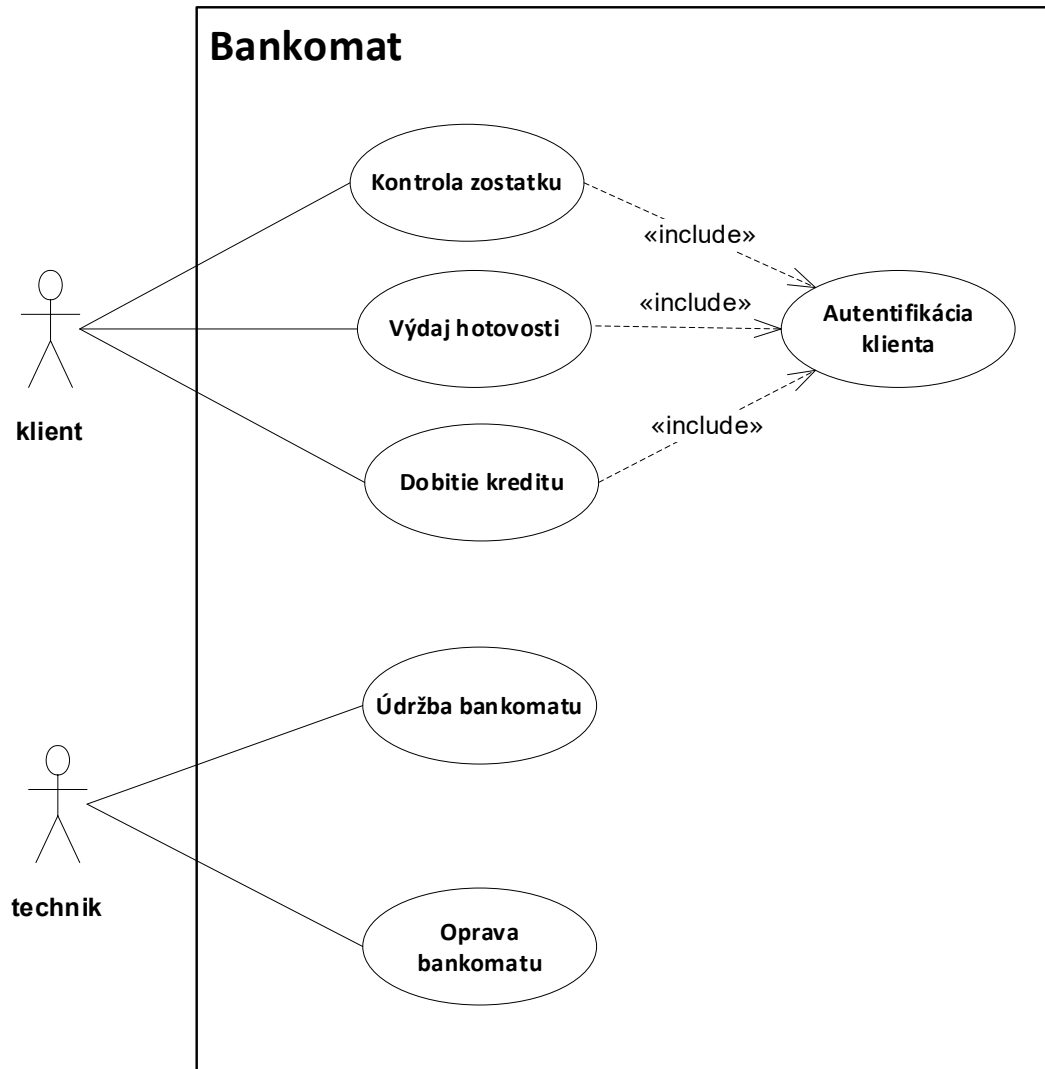 Bankomat
Kontrola zostatku
«include»
Výdaj hotovosti
«include»
Autentifikácia
klienta
klient
Dobitie kreditu
«include»
Údržba bankomatu
technik
Oprava
bankomatu